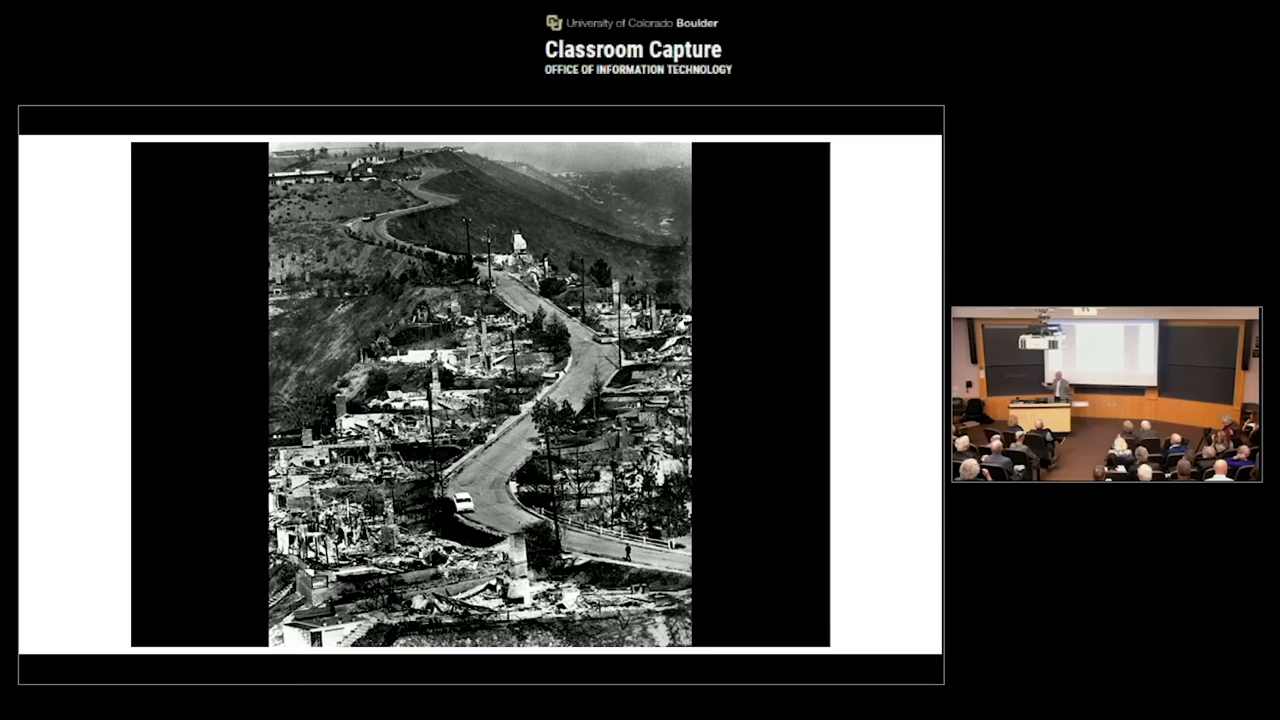 University of Colorado Boulder
Classroom Capture
OFFICE OF INFORMATION TECHNOLOGY